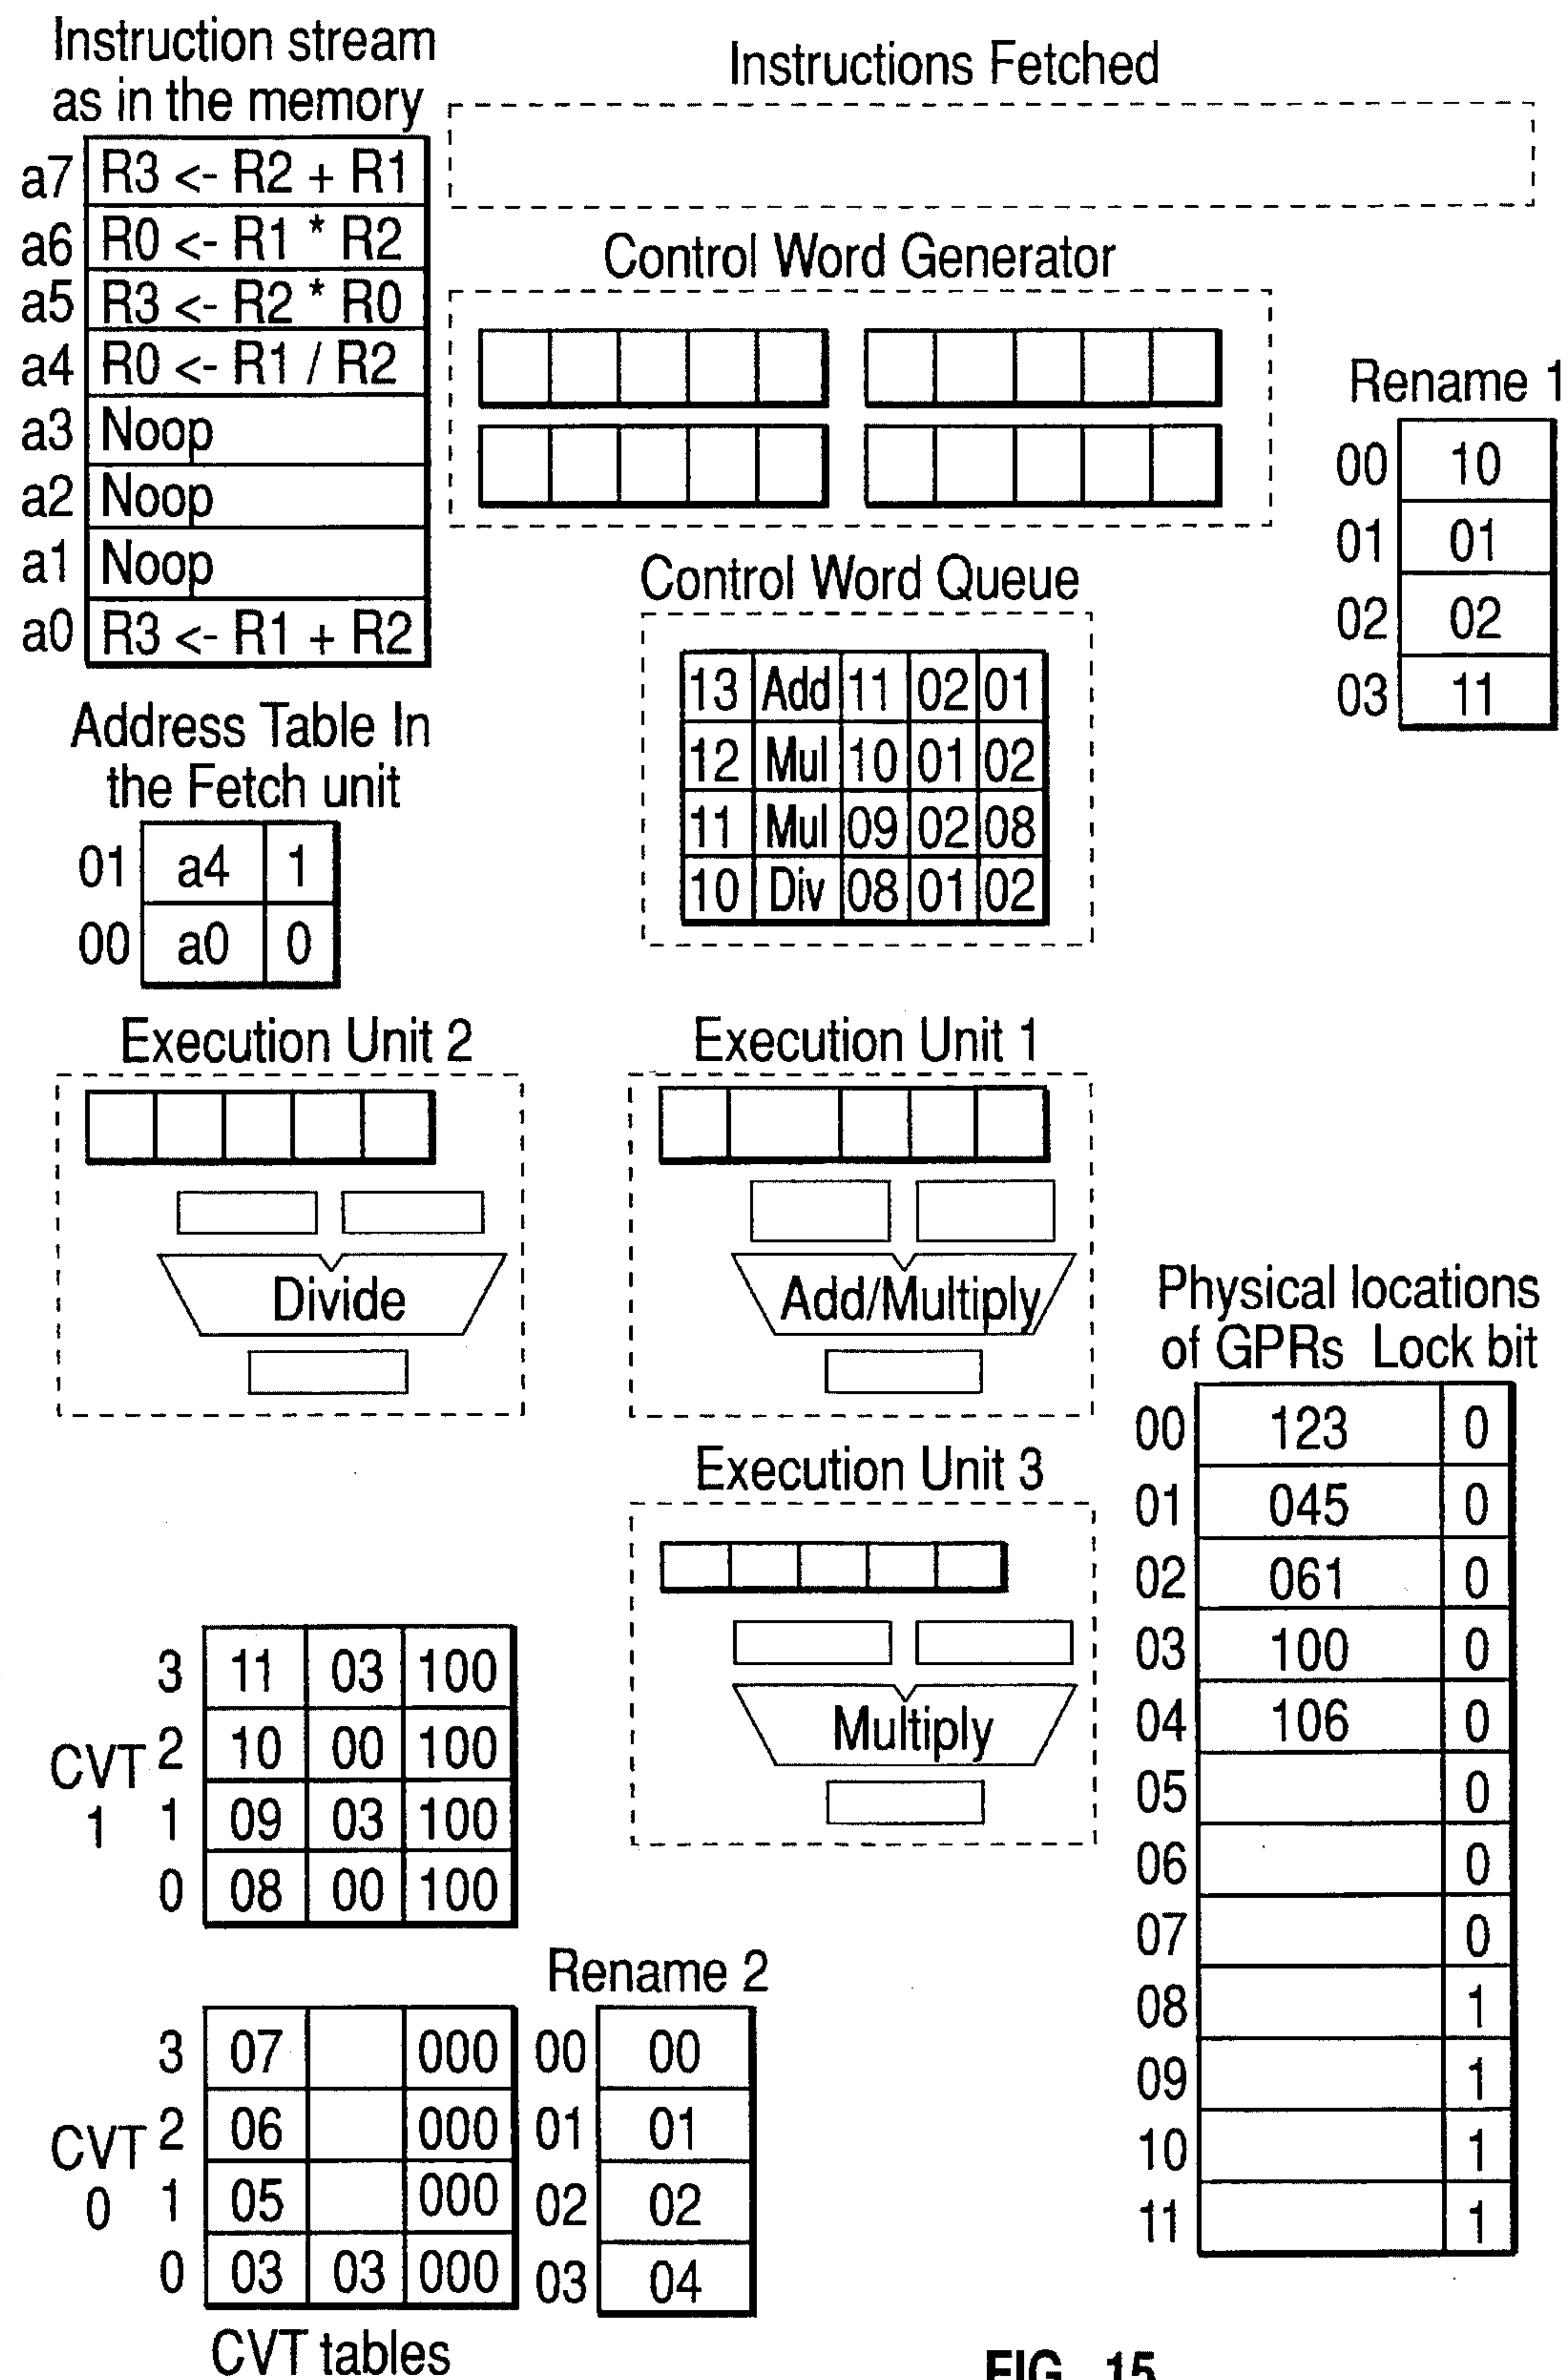 Instruction stream
as in the memory
a7 R3 <- R2 + R1
a6 R0 <- R1 * R2
a5 R3 <- R2 * R0
a4 R0 <- R1 / R2
a3 Noop
a2 Noop
a1 Noop
a0 R3 <- R1 + R2
Instructions Fetched
Control Word Generator
Rename 1
00 10
01 01
02 02
03 11
Control Word Queue
13 Add 11 02 01
12 Mul 10 01 02
11 Mul 09 02 08
10 Div 08 01 02
Address Table In
the Fetch unit
01 a4 1
00 a0 0
Execution Unit 2
Divide
Execution Unit 1
Add/Multiply
Execution Unit 3
Multiply
Physical locations
of GPRs Lock bit
00 123 0
01 045 0
02 061 0
03 100 0
04 106 0
05 0
06 0
07 0
08 1
09 1
10 1
11 1
CVT
1
3 11 03 100
2 10 00 100
1 09 03 100
0 08 00 100
CVT
0
3 07 000
2 06 000
1 05 000
0 03 03 000
CVT tables
Rename 2
00 00
01 01
02 02
03 04
FIG. 15